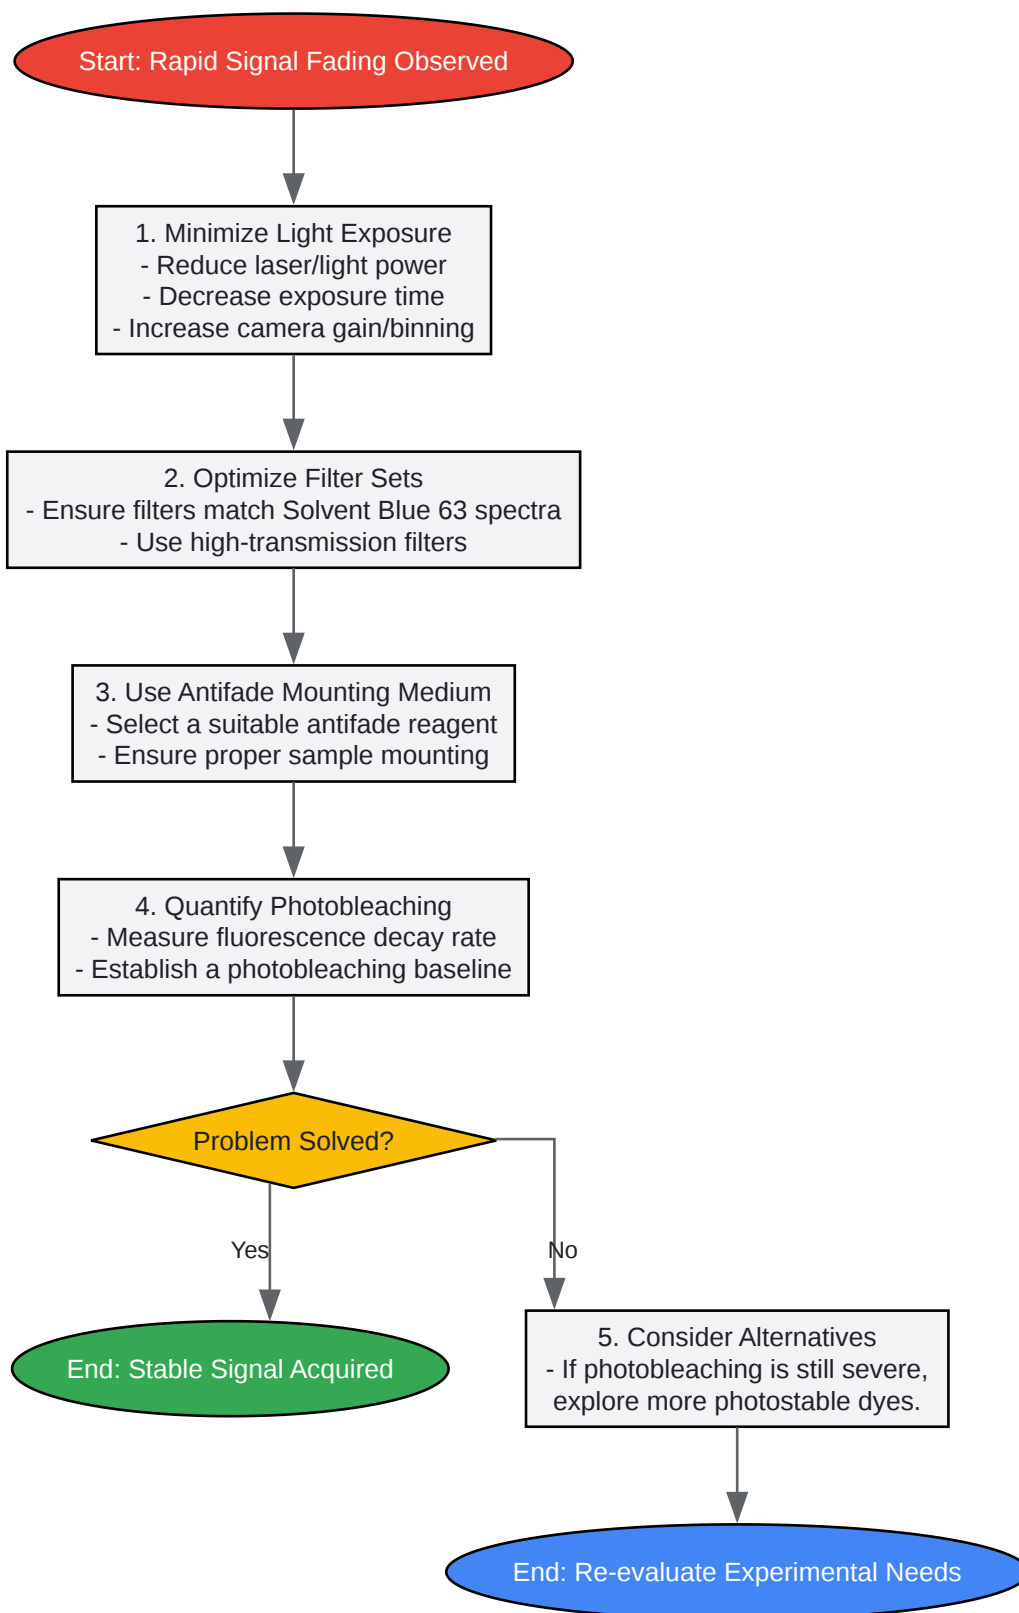 Start: Rapid Signal Fading Observed
1. Minimize Light Exposure
- Reduce laser/light power
- Decrease exposure time
- Increase camera gain/binning
2. Optimize Filter Sets
- Ensure filters match Solvent Blue 63 spectra
- Use high-transmission filters
3. Use Antifade Mounting Medium
- Select a suitable antifade reagent
- Ensure proper sample mounting
4. Quantify Photobleaching
- Measure fluorescence decay rate
- Establish a photobleaching baseline
Problem Solved?
Yes
No
End: Stable Signal Acquired
5. Consider Alternatives
- If photobleaching is still severe,
explore more photostable dyes.
End: Re-evaluate Experimental Needs